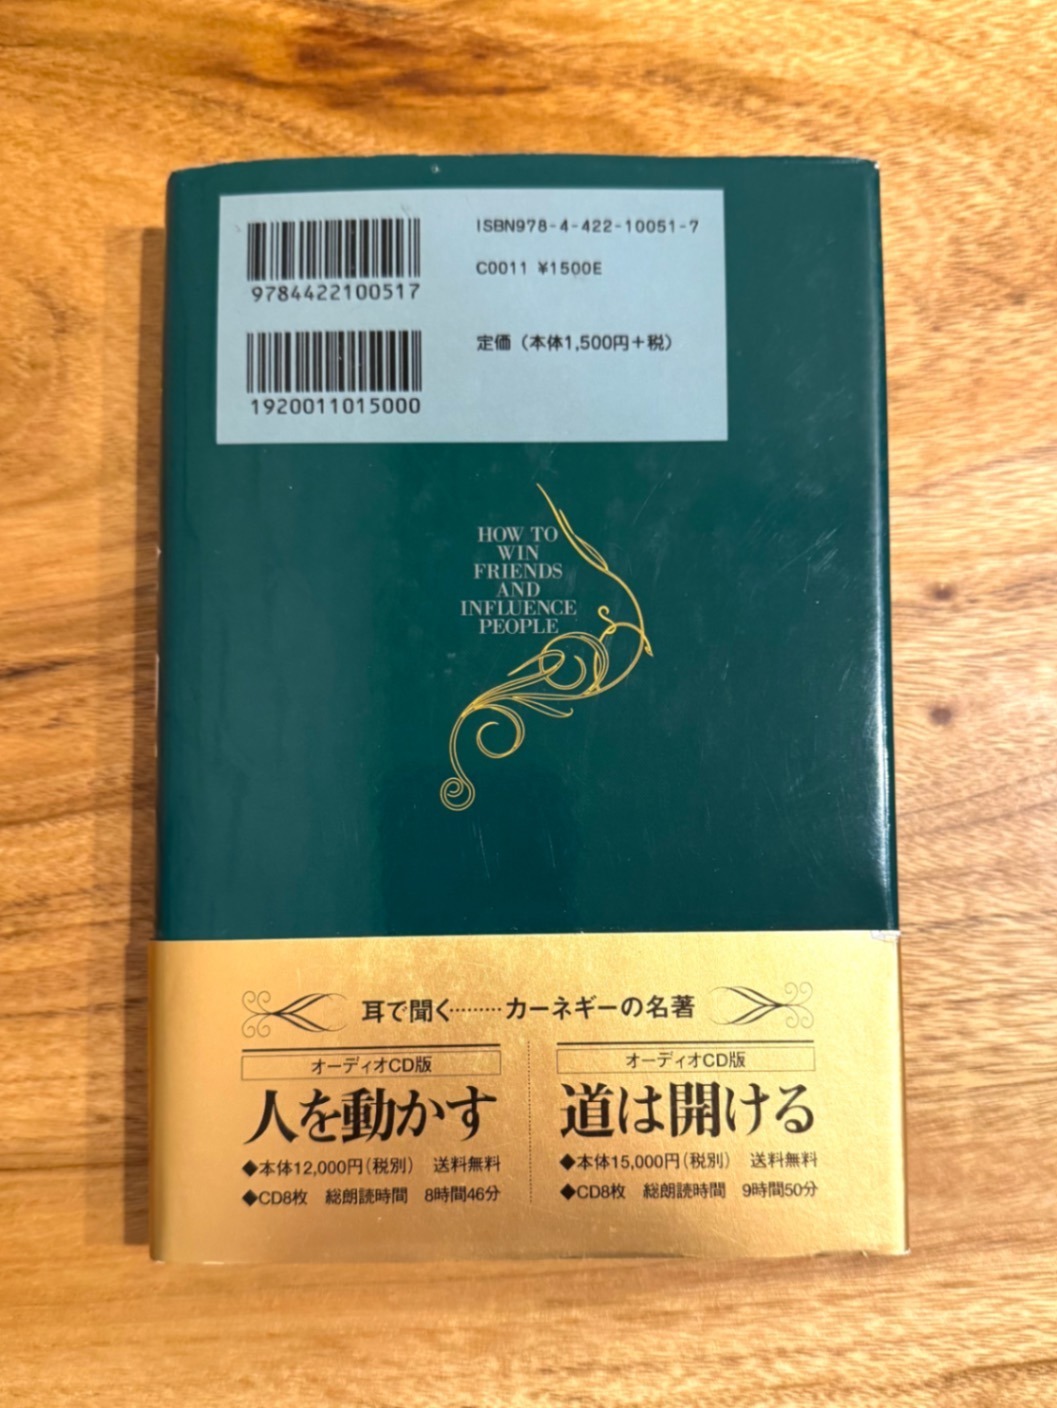 9784422100517
ISBN978-4-422-10051-7
C0011 ¥1500E
1920011015000
定価（本体1,500円＋税）
HOW TO
WIN
FRIENDS
AND
INFLUENCE
PEOPLE
耳で聞く………カーネギーの名著
オーディオCD版
人を動かす
◆本体12,000円（税別）　送料無料
◆CD8枚　総朗読時間　8時間46分
オーディオCD版
道は開ける
◆本体15,000円（税別）　送料無料
◆CD8枚　総朗読時間　9時間50分